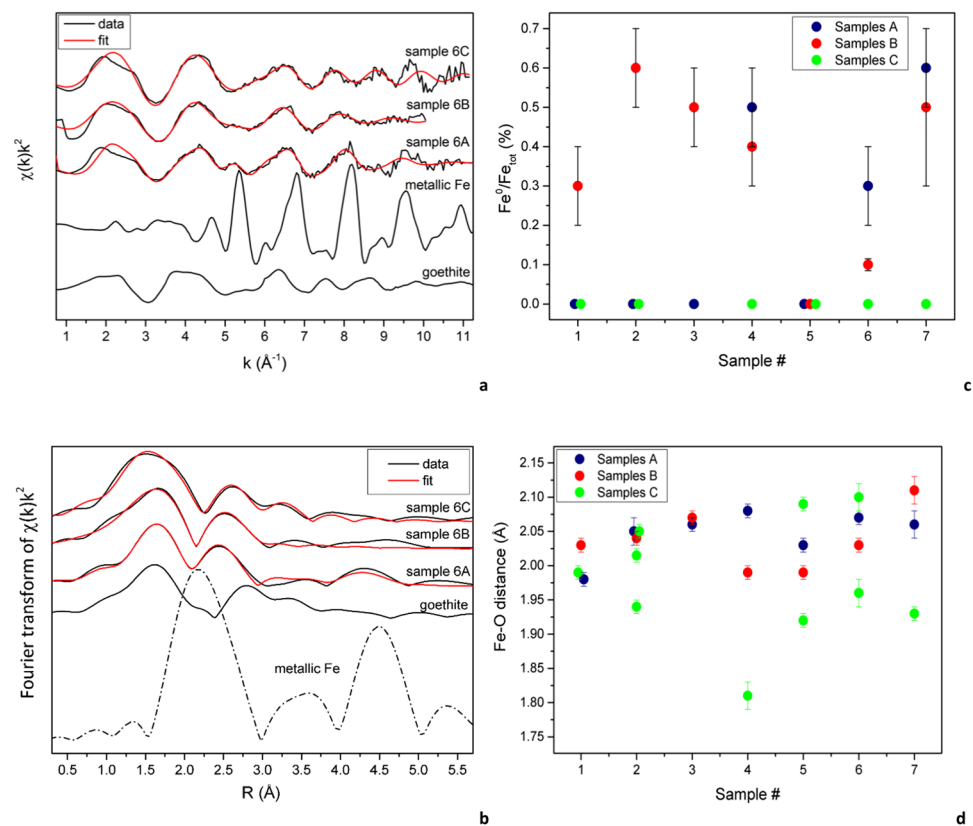 data
fit
sample 6C
sample 6B
sample 6A
metallic Fe
goethite
χ(k)k²
1 2 3 4 5 6 7 8 9 10 11
k (Å⁻¹)
a
Samples A
Samples B
Samples C
0.7
0.6
0.5
0.4
0.3
0.2
0.1
0.0
Fe⁰/Fe_tot (%)
1 2 3 4 5 6 7
Sample #
c
data
fit
sample 6C
sample 6B
sample 6A
goethite
metallic Fe
Fourier transform of χ(k)k²
0.5 1.0 1.5 2.0 2.5 3.0 3.5 4.0 4.5 5.0 5.5
R (Å)
b
Samples A
Samples B
Samples C
2.15
2.10
2.05
2.00
1.95
1.90
1.85
1.80
1.75
Fe-O distance (Å)
1 2 3 4 5 6 7
Sample #
d